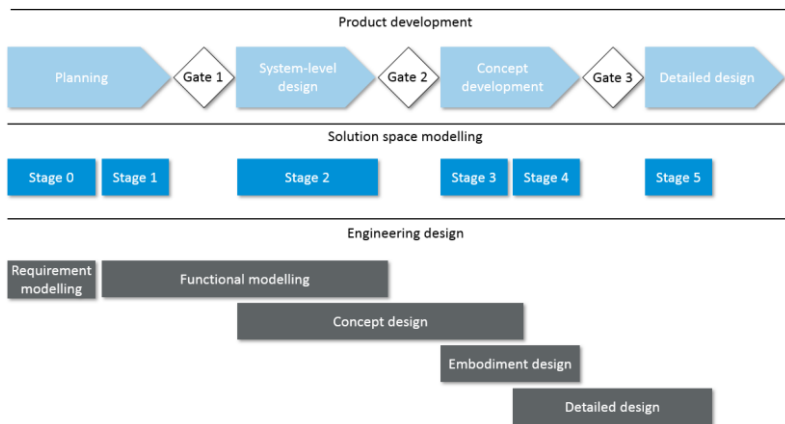 Product development
Planning
Gate 1
System-level
design
Gate 2
Concept
development
Gate 3
Detailed design
Solution space modelling
Stage 0
Stage 1
Stage 2
Stage 3
Stage 4
Stage 5
Engineering design
Requirement
modelling
Functional modelling
Concept design
Embodiment design
Detailed design